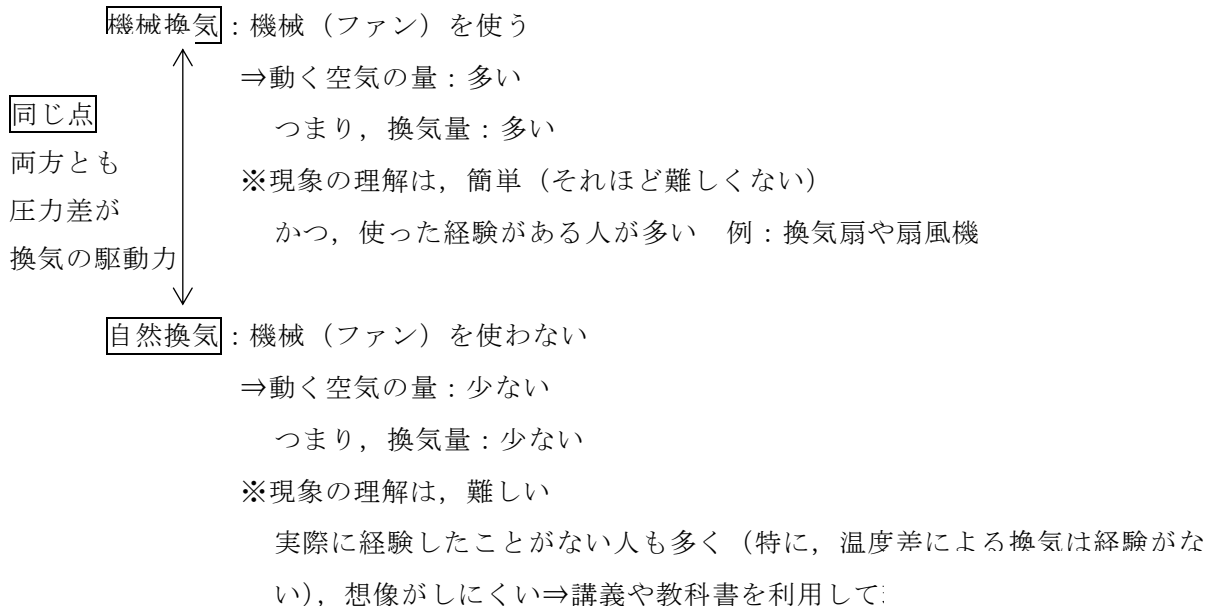 機械換気：機械（ファン）を使う
⇒動く空気の量：多い
つまり，換気量：多い
※現象の理解は，簡単（それほど難しくない）
かつ，使った経験がある人が多い　例：換気扇や扇風機
同じ点
両方とも
圧力差が
換気の駆動力
自然換気：機械（ファン）を使わない
⇒動く空気の量：少ない
つまり，換気量：少ない
※現象の理解は，難しい
実際に経験したことがない人も多く（特に，温度差による換気は経験がな
い），想像がしにくい⇒講義や教科書を利用して